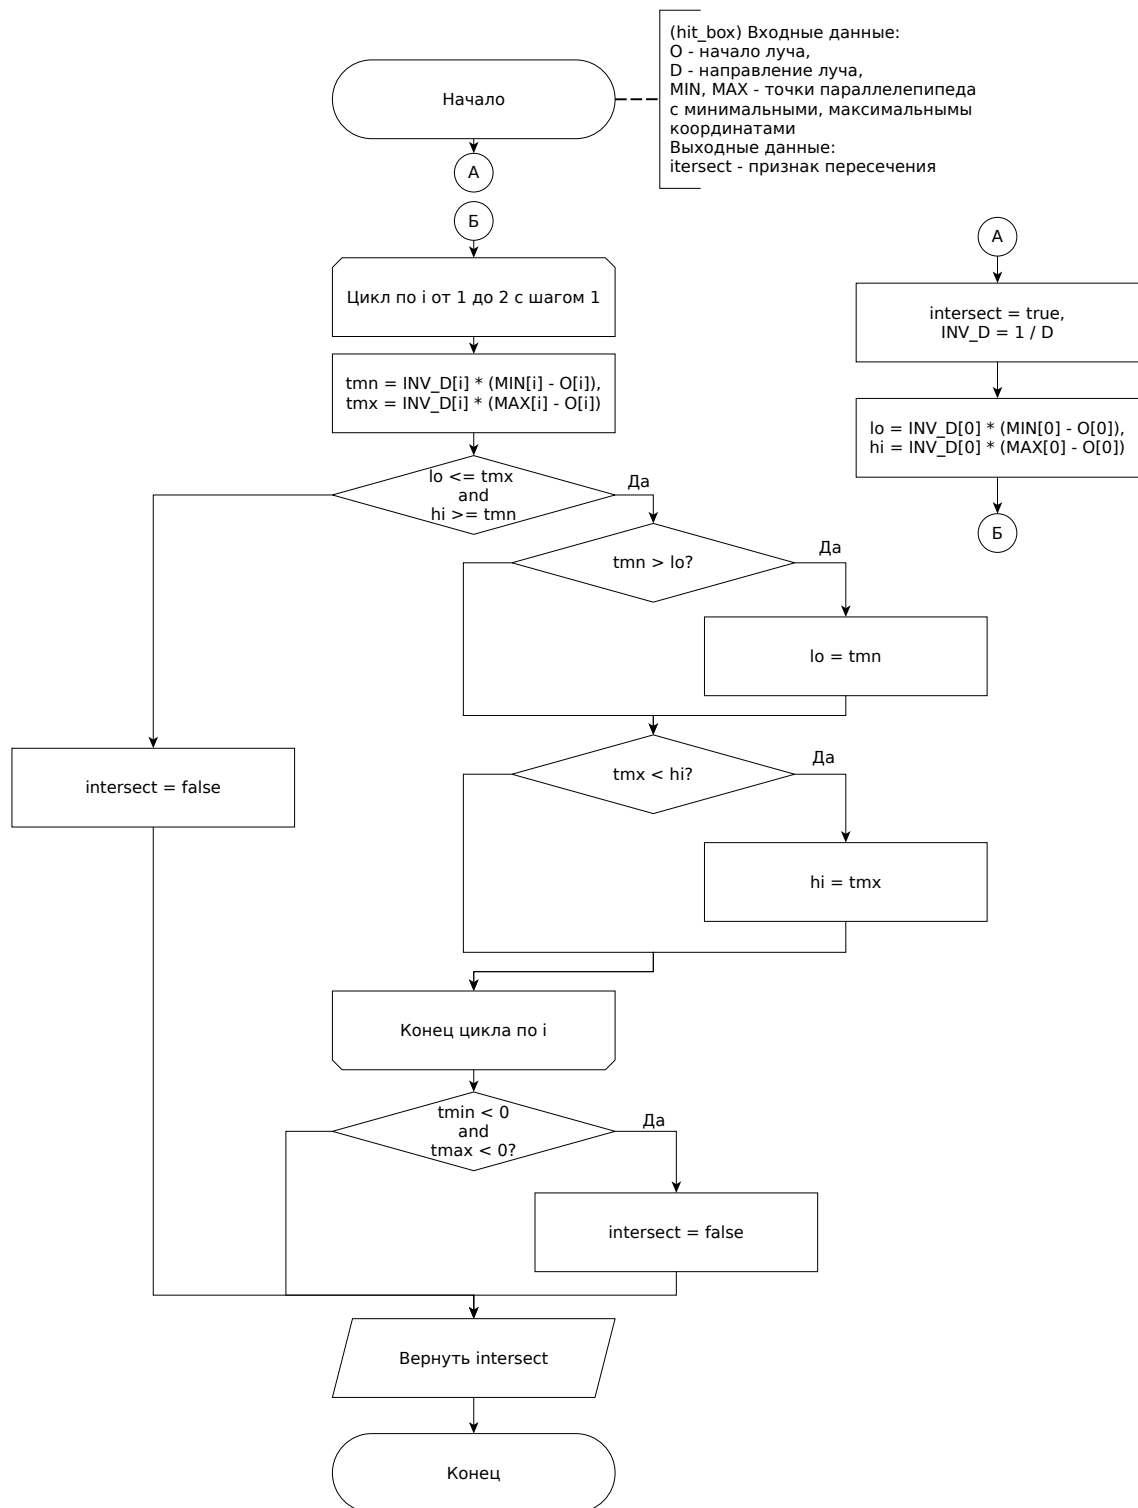 (hit_box) Входные данные:
O - начало луча,
D - направление луча,
MIN, MAX - точки параллелепипеда
с минимальными, максимальнымы
координатами
Выходные данные:
itersect - признак пересечения
Начало
А
Б
Цикл по i от 1 до 2 с шагом 1
tmn = INV_D[i] * (MIN[i] - O[i]),
tmx = INV_D[i] * (MAX[i] - O[i])
lo <= tmx
and
hi >= tmn
Да
tmn > lo?
Да
lo = tmn
tmx < hi?
Да
hi = tmx
intersect = false
Конец цикла по i
tmin < 0
and
tmax < 0?
Да
intersect = false
Вернуть intersect
Конец
А
intersect = true,
INV_D = 1 / D
lo = INV_D[0] * (MIN[0] - O[0]),
hi = INV_D[0] * (MAX[0] - O[0])
Б